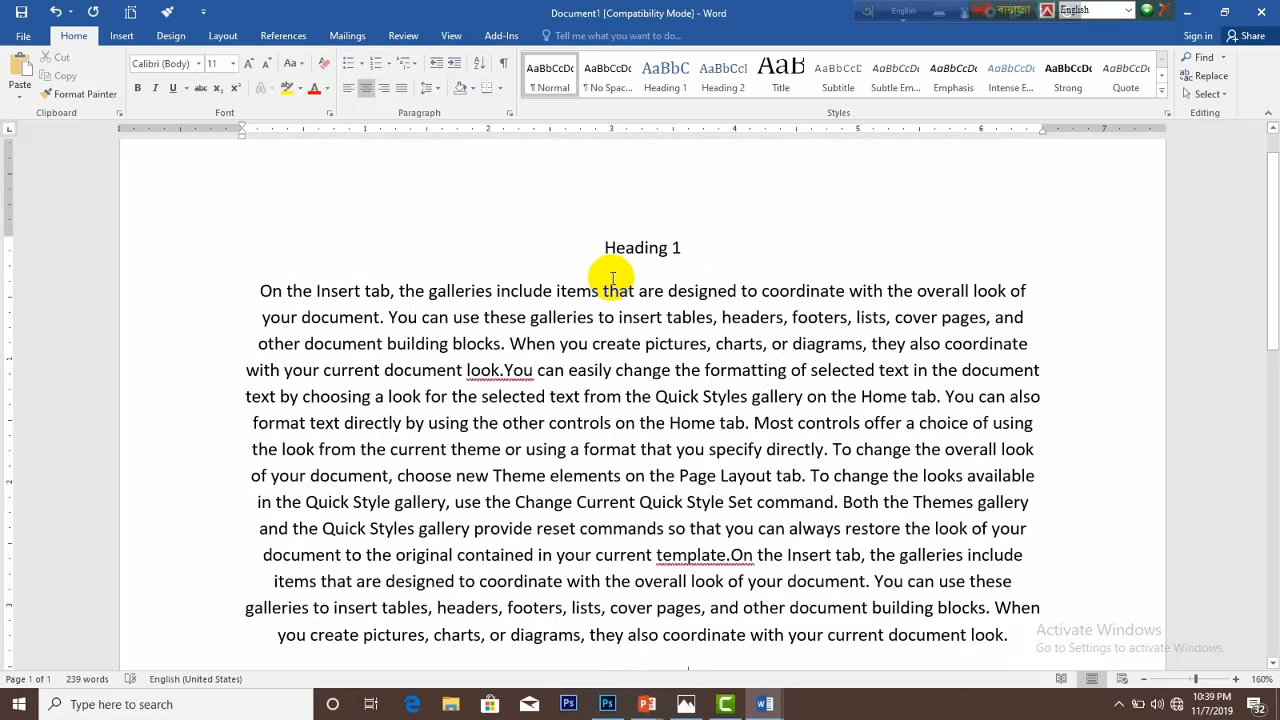 Document1 [Compatibility Mode] - Word
English
English
File Home Insert Design Layout References Mailings Review View Add-Ins Tell me what you want to do... Sign in Share
Cut
Copy
Format Painter
Paste
Clipboard
Calibri (Body) 11
Font
Paragraph
AaBbCcDc AaBbCcDc AaBbC AaBbCcI AaB AaBbCcD AaBbCcDc AaBbCcDc AaBbCcDc AaBbCcDc AaBbCcDc
¶ Normal ¶ No Spac... Heading 1 Heading 2 Title Subtitle Subtle Em... Emphasis Intense E... Strong Quote
Styles
Find
Replace
Select
Editing
1 1 2 3 4 5 6 7
Heading 1
On the Insert tab, the galleries include items that are designed to coordinate with the overall look of
your document. You can use these galleries to insert tables, headers, footers, lists, cover pages, and
other document building blocks. When you create pictures, charts, or diagrams, they also coordinate
with your current document look.You can easily change the formatting of selected text in the document
text by choosing a look for the selected text from the Quick Styles gallery on the Home tab. You can also
format text directly by using the other controls on the Home tab. Most controls offer a choice of using
the look from the current theme or using a format that you specify directly. To change the overall look
of your document, choose new Theme elements on the Page Layout tab. To change the looks available
in the Quick Style gallery, use the Change Current Quick Style Set command. Both the Themes gallery
and the Quick Styles gallery provide reset commands so that you can always restore the look of your
document to the original contained in your current template.On the Insert tab, the galleries include
items that are designed to coordinate with the overall look of your document. You can use these
galleries to insert tables, headers, footers, lists, cover pages, and other document building blocks. When
you create pictures, charts, or diagrams, they also coordinate with your current document look.
Activate Windows
Go to Settings to activate Windows.
Page 1 of 1 239 words English (United States) 160%
Type here to search
10:39 PM
11/7/2019
32